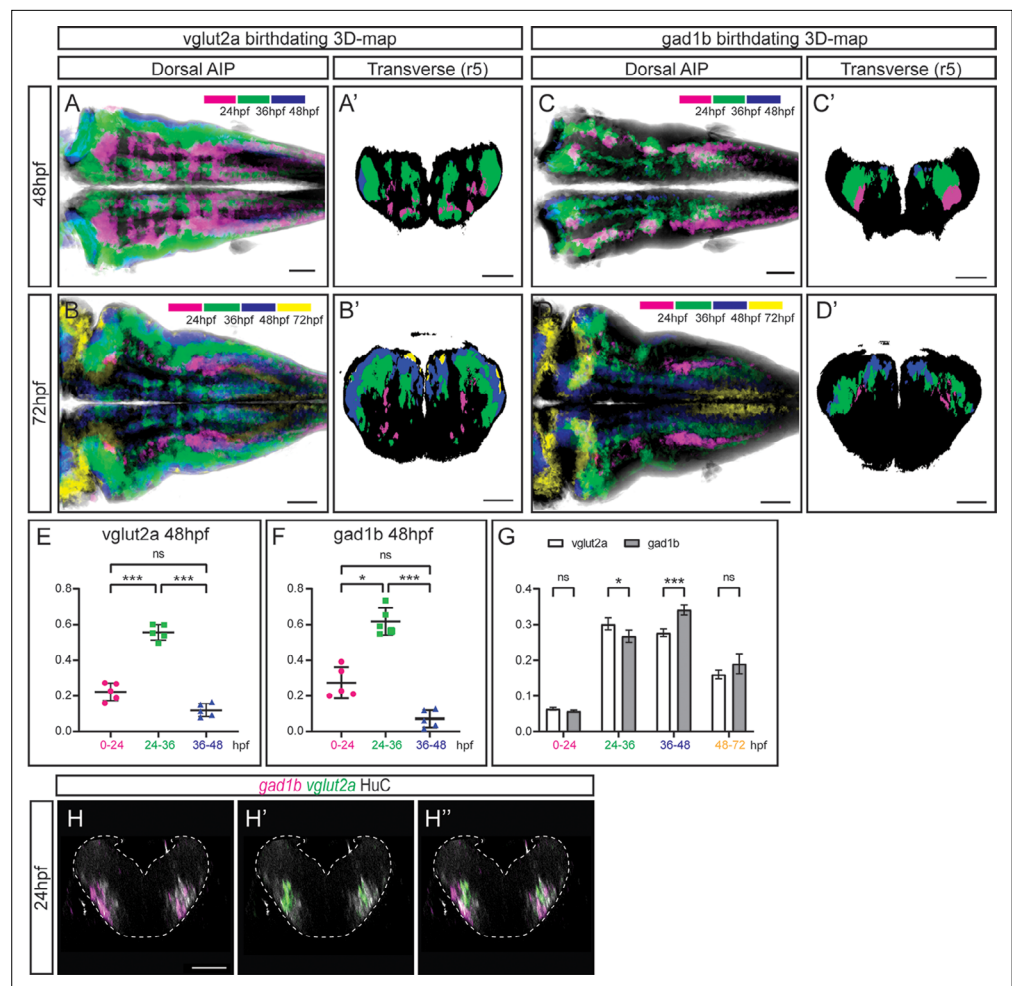 vglut2a birthdating 3D-map
gad1b birthdating 3D-map
Dorsal AIP
Transverse (r5)
Dorsal AIP
Transverse (r5)
48hpf
A
24hpf 36hpf 48hpf
A'
C
24hpf 36hpf 48hpf
C'
72hpf
B
24hpf 36hpf 48hpf 72hpf
B'
D
24hpf 36hpf 48hpf 72hpf
D'
E
vglut2a 48hpf
ns
*** ***
0.8
0.6
0.4
0.2
0.0
0-24 24-36 36-48 hpf
F
gad1b 48hpf
ns
* ***
0.8
0.6
0.4
0.2
0.0
0-24 24-36 36-48 hpf
G
vglut2a gad1b
ns * *** ns
0.4
0.3
0.2
0.1
0.0
0-24 24-36 36-48 48-72 hpf
gad1b vglut2a HuC
24hpf
H
H'
H''